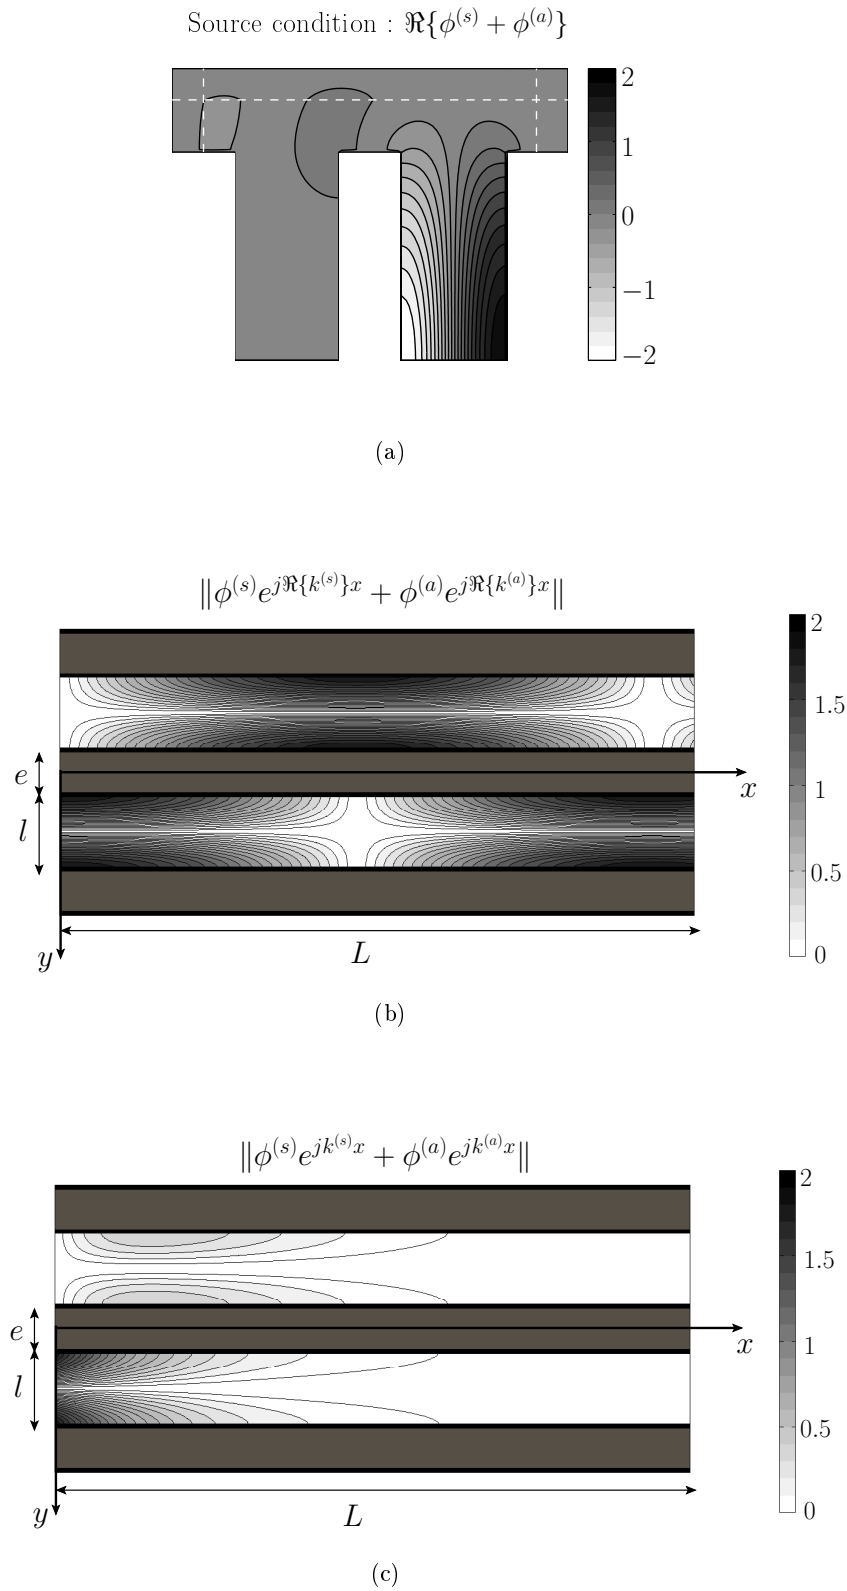 Source condition : ℜ{ϕ^(s) + ϕ^(a)}
2
1
0
−1
−2
(a)
‖ϕ^(s) e^{jℜ{k^(s)}x} + ϕ^(a) e^{jℜ{k^(a)}x}‖
2
1.5
1
0.5
0
e
x
l
L
y
(b)
‖ϕ^(s) e^{jk^(s)x} + ϕ^(a) e^{jk^(a)x}‖
2
1.5
1
0.5
0
e
x
l
L
y
(c)